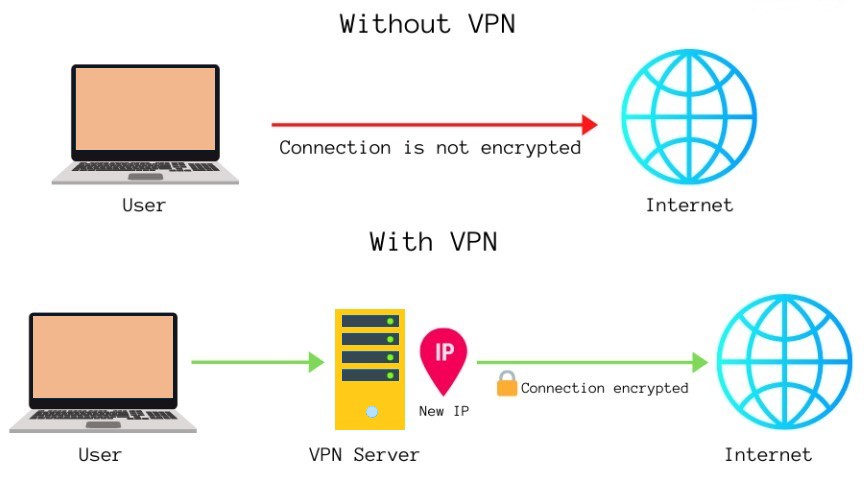 Without VPN
Connection is not encrypted
User
Internet
With VPN
IP
New IP
Connection encrypted
User
VPN Server
Internet